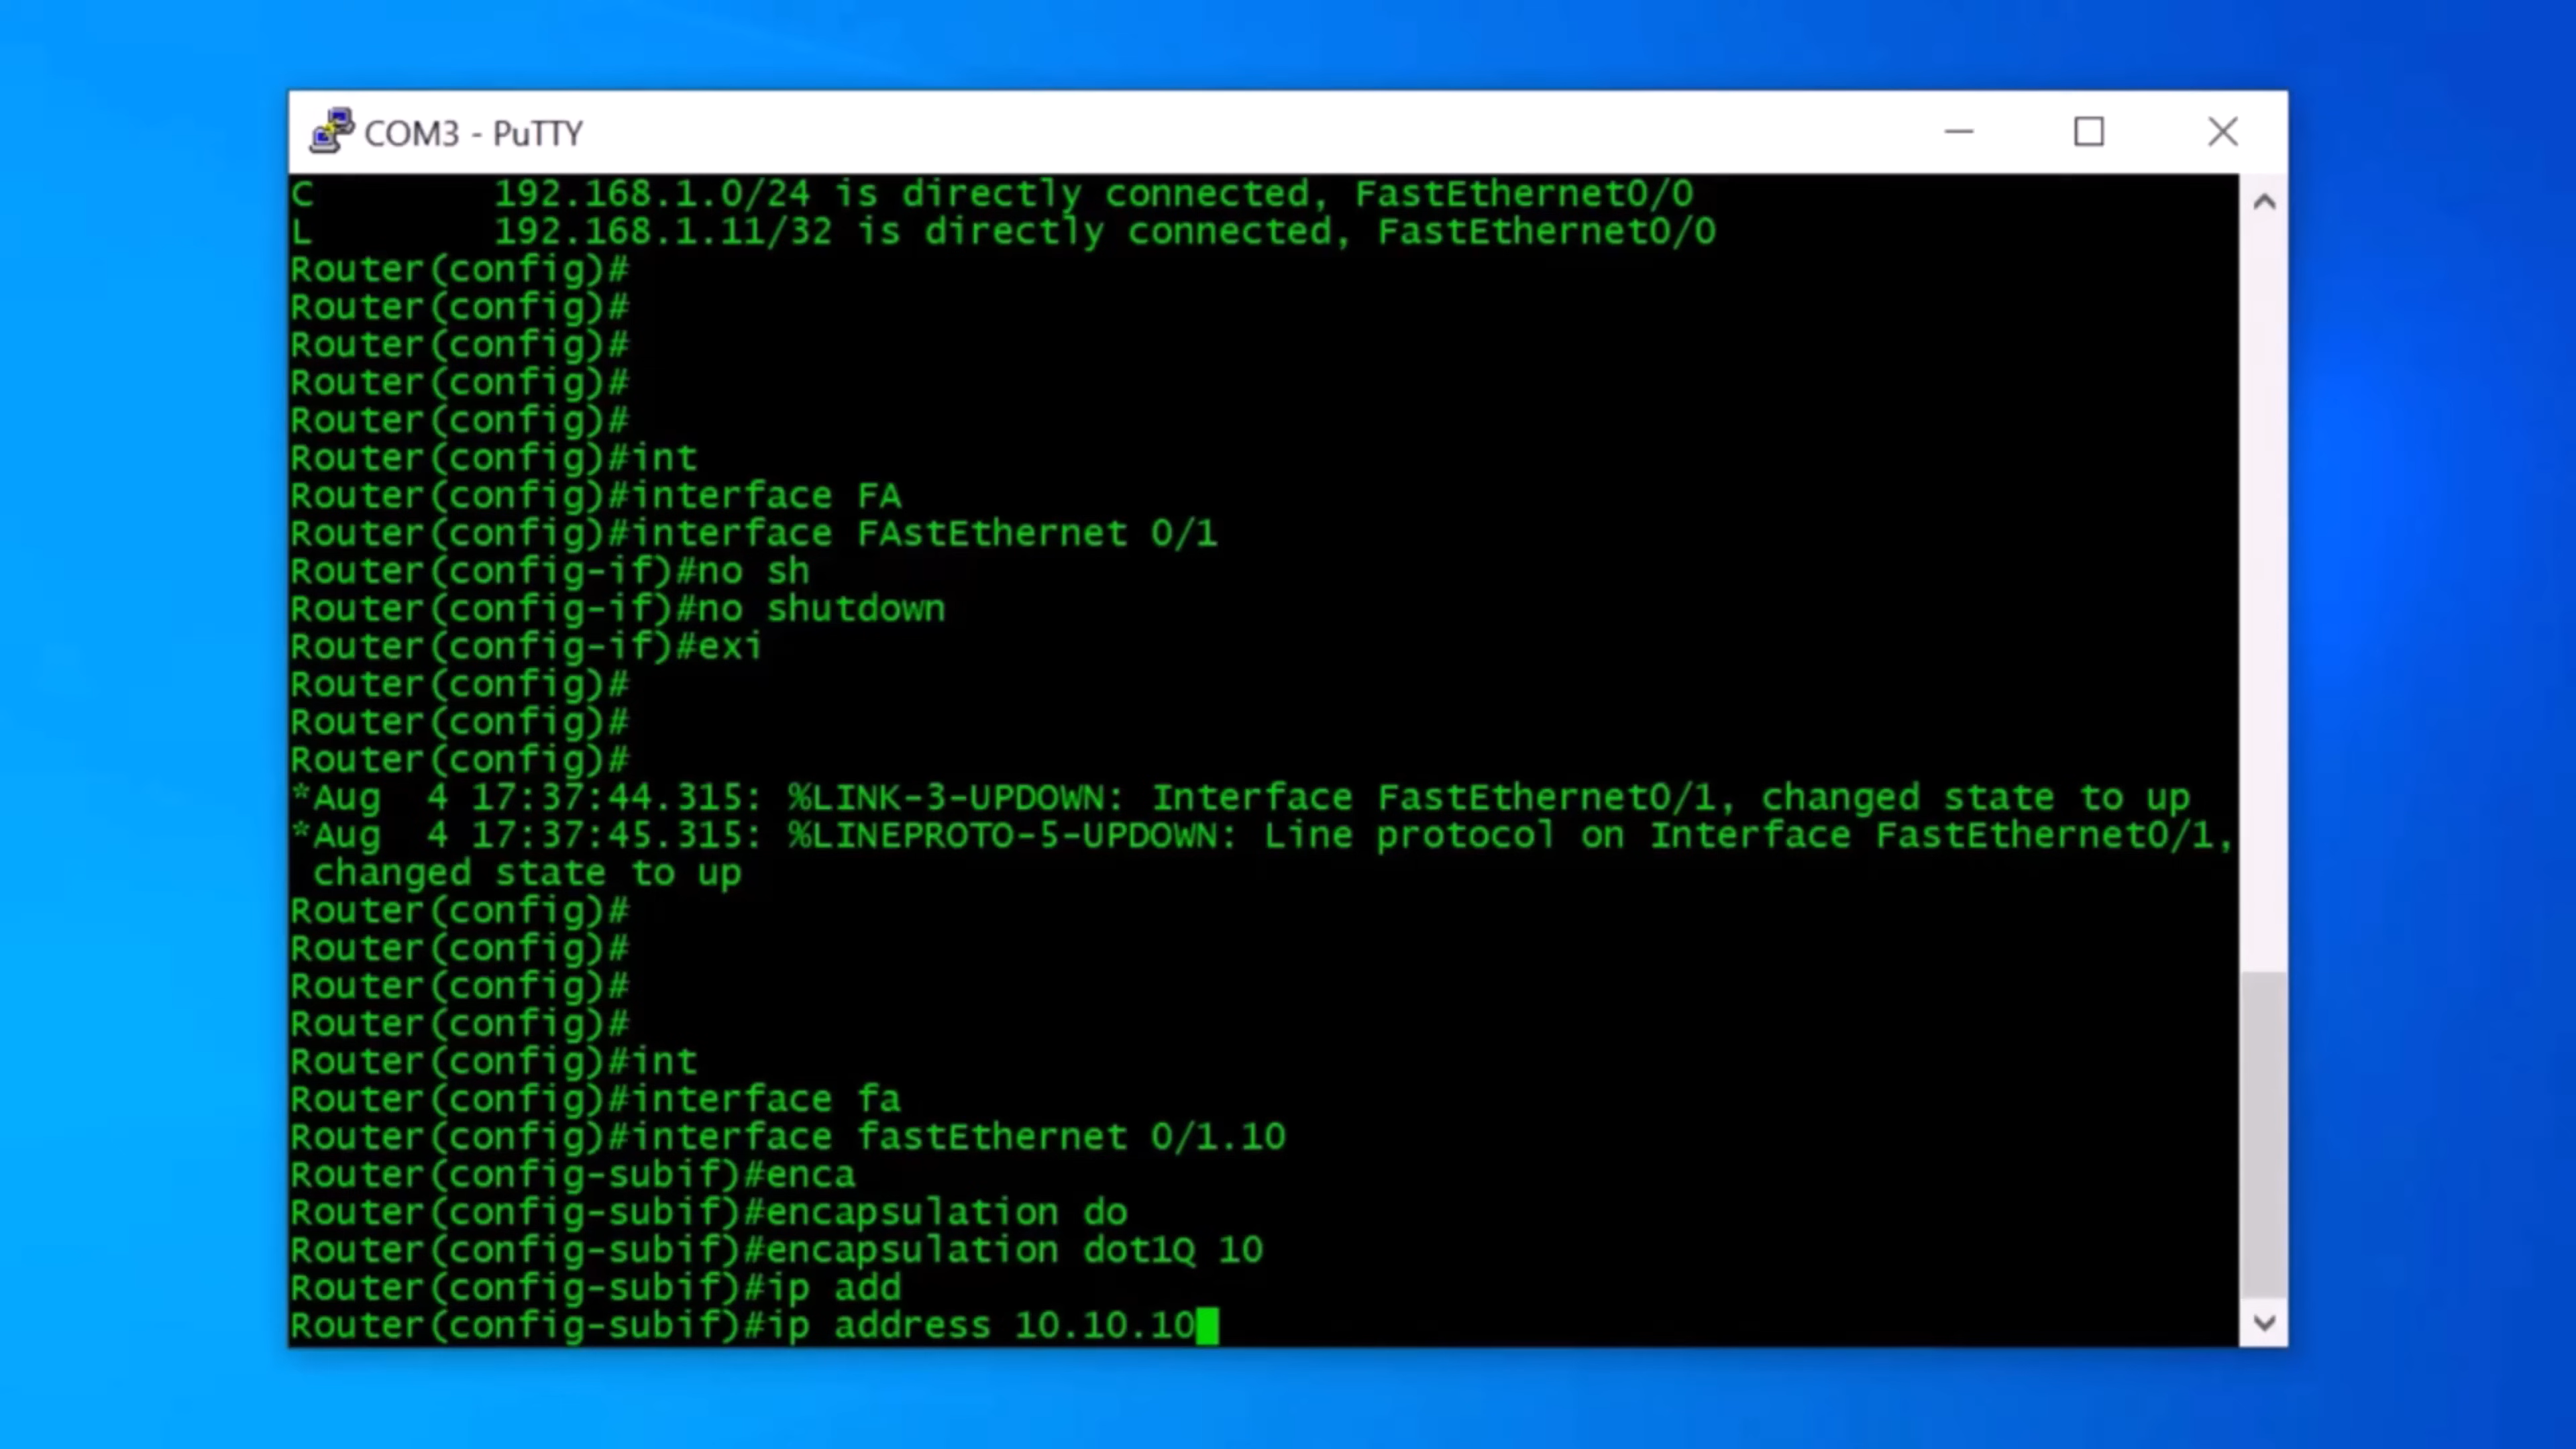 COM3 - PuTTY
C        192.168.1.0/24 is directly connected, FastEthernet0/0
L        192.168.1.11/32 is directly connected, FastEthernet0/0
Router(config)#
Router(config)#
Router(config)#
Router(config)#
Router(config)#
Router(config)#int
Router(config)#interface FA
Router(config)#interface FAstEthernet 0/1
Router(config-if)#no sh
Router(config-if)#no shutdown
Router(config-if)#exi
Router(config)#
Router(config)#
Router(config)#
*Aug  4 17:37:44.315: %LINK-3-UPDOWN: Interface FastEthernet0/1, changed state to up
*Aug  4 17:37:45.315: %LINEPROTO-5-UPDOWN: Line protocol on Interface FastEthernet0/1,
 changed state to up
Router(config)#
Router(config)#
Router(config)#
Router(config)#
Router(config)#int
Router(config)#interface fa
Router(config)#interface fastEthernet 0/1.10
Router(config-subif)#enca
Router(config-subif)#encapsulation do
Router(config-subif)#encapsulation dot1Q 10
Router(config-subif)#ip add
Router(config-subif)#ip address 10.10.10